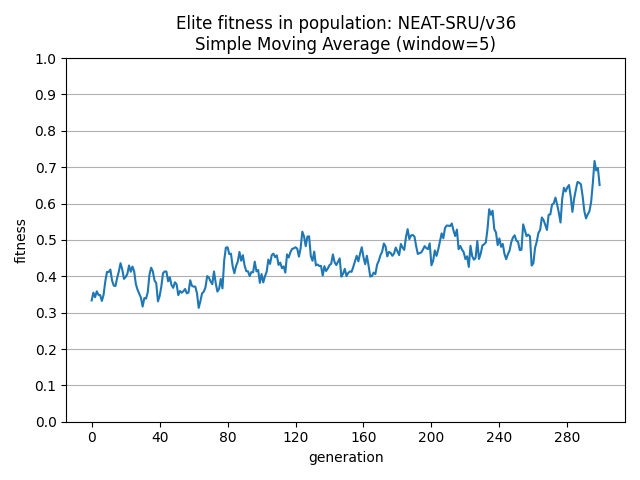 Elite fitness in population: NEAT-SRU/v36
Simple Moving Average (window=5)
1.0
0.9
0.8
0.7
0.6
0.5
0.4
0.3
0.2
0.1
0.0
fitness
0 40 80 120 160 200 240 280
generation